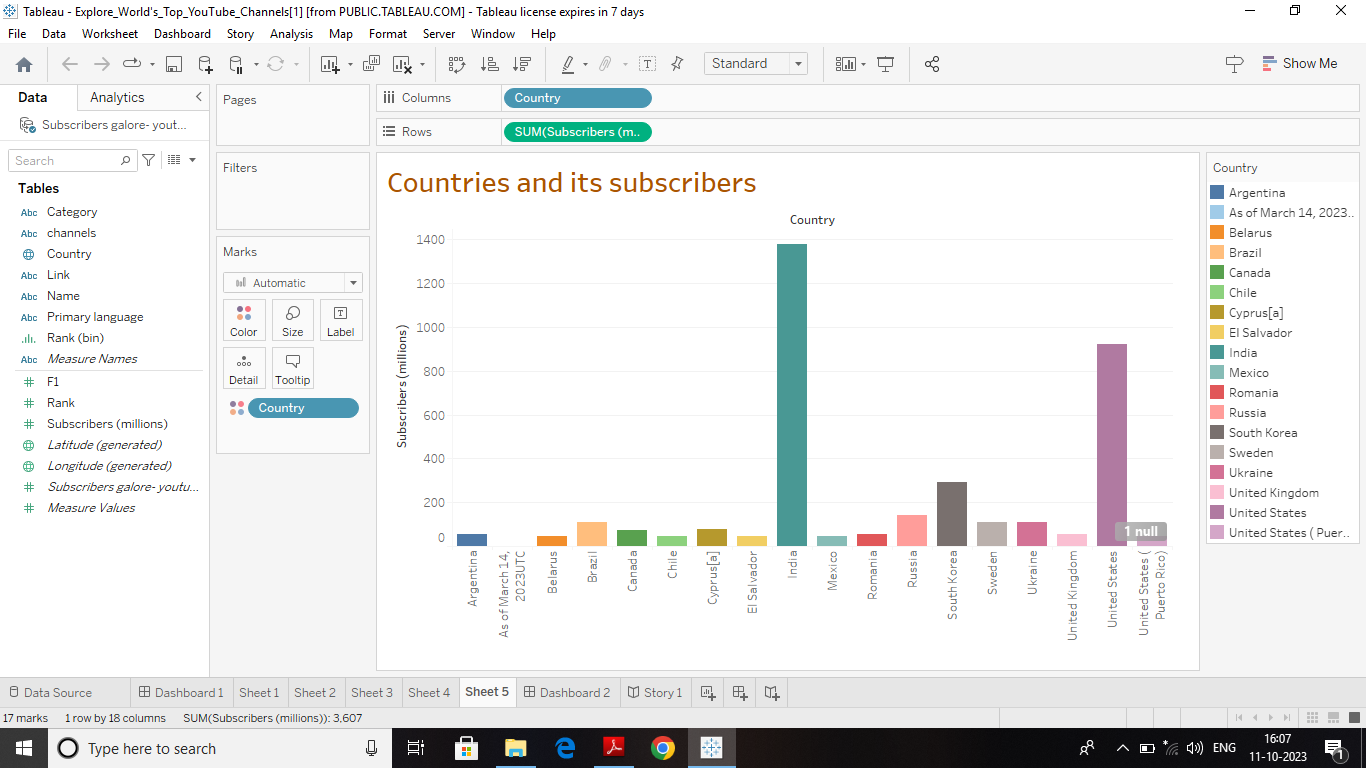 Tableau - Explore_World's_Top_YouTube_Channels[1] [from PUBLIC.TABLEAU.COM] - Tableau license expires in 7 days
File Data Worksheet Dashboard Story Analysis Map Format Server Window Help
Standard
Show Me
Data Analytics
Subscribers galore- yout...
Search
Tables
Abc Category
Abc channels
Country
Abc Link
Abc Name
Abc Primary language
Rank (bin)
Abc Measure Names
F1
Rank
Subscribers (millions)
Latitude (generated)
Longitude (generated)
Subscribers galore- youtu...
Measure Values
Pages
Filters
Marks
Automatic
Color Size Label
Detail Tooltip
Country
Columns Country
Rows SUM(Subscribers (m..
Countries and its subscribers
Country
Subscribers (millions)
1400
1200
1000
800
600
400
200
0
1 null
Argentina
As of March 14,
2023UTC
Belarus
Brazil
Canada
Chile
Cyprus[a]
El Salvador
India
Mexico
Romania
Russia
South Korea
Sweden
Ukraine
United Kingdom
United States
United States (
Puerto Rico)
Country
Argentina
As of March 14, 2023..
Belarus
Brazil
Canada
Chile
Cyprus[a]
El Salvador
India
Mexico
Romania
Russia
South Korea
Sweden
Ukraine
United Kingdom
United States
United States ( Puer..
Data Source Dashboard 1 Sheet 1 Sheet 2 Sheet 3 Sheet 4 Sheet 5 Dashboard 2 Story 1
17 marks 1 row by 18 columns SUM(Subscribers (millions)): 3,607
Type here to search
ENG
16:07
11-10-2023
1